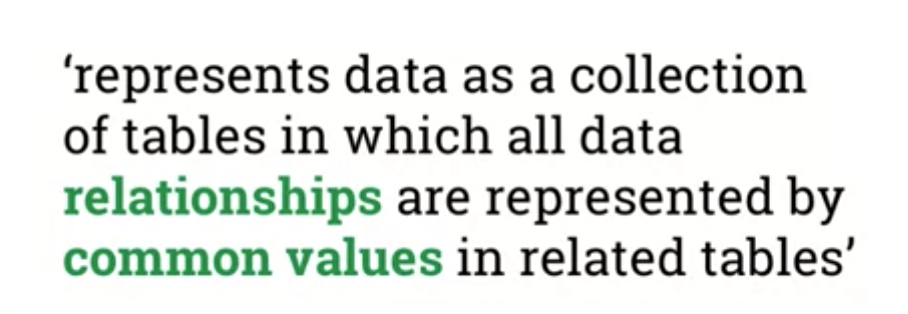 ‘represents data as a collection
of tables in which all data
relationships are represented by
common values in related tables’